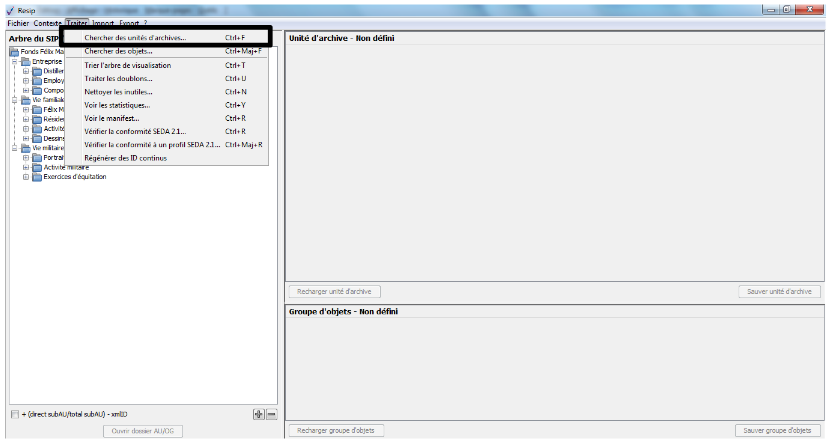 Resip
Fichier Contexte Traiter Import Export ?
Arbre du SIP
Chercher des unités d'archives... Ctrl+F
Chercher des objets... Ctrl+Maj+F
Trier l'arbre de visualisation Ctrl+T
Traiter les doublons... Ctrl+U
Nettoyer les inutiles... Ctrl+N
Voir les statistiques... Ctrl+Y
Voir le manifest... Ctrl+R
Vérifier la conformité SEDA 2.1... Ctrl+R
Vérifier la conformité à un profil SEDA 2.1... Ctrl+Maj+R
Régénérer des ID continus
Fonds Félix Ma
Entreprise
Distiller
Employ
Compo
Vie familiale
Félix M
Réside
Activité
Dessins
Vie militaire
Portrai
Activité militaire
Exercices d'équitation
+ (direct subAU/total subAU) - xmlID
Ouvrir dossier AU/OG
Unité d'archive - Non défini
Recharger unité d'archive Sauver unité d'archive
Groupe d'objets - Non défini
Recharger groupe d'objets Sauver groupe d'objets